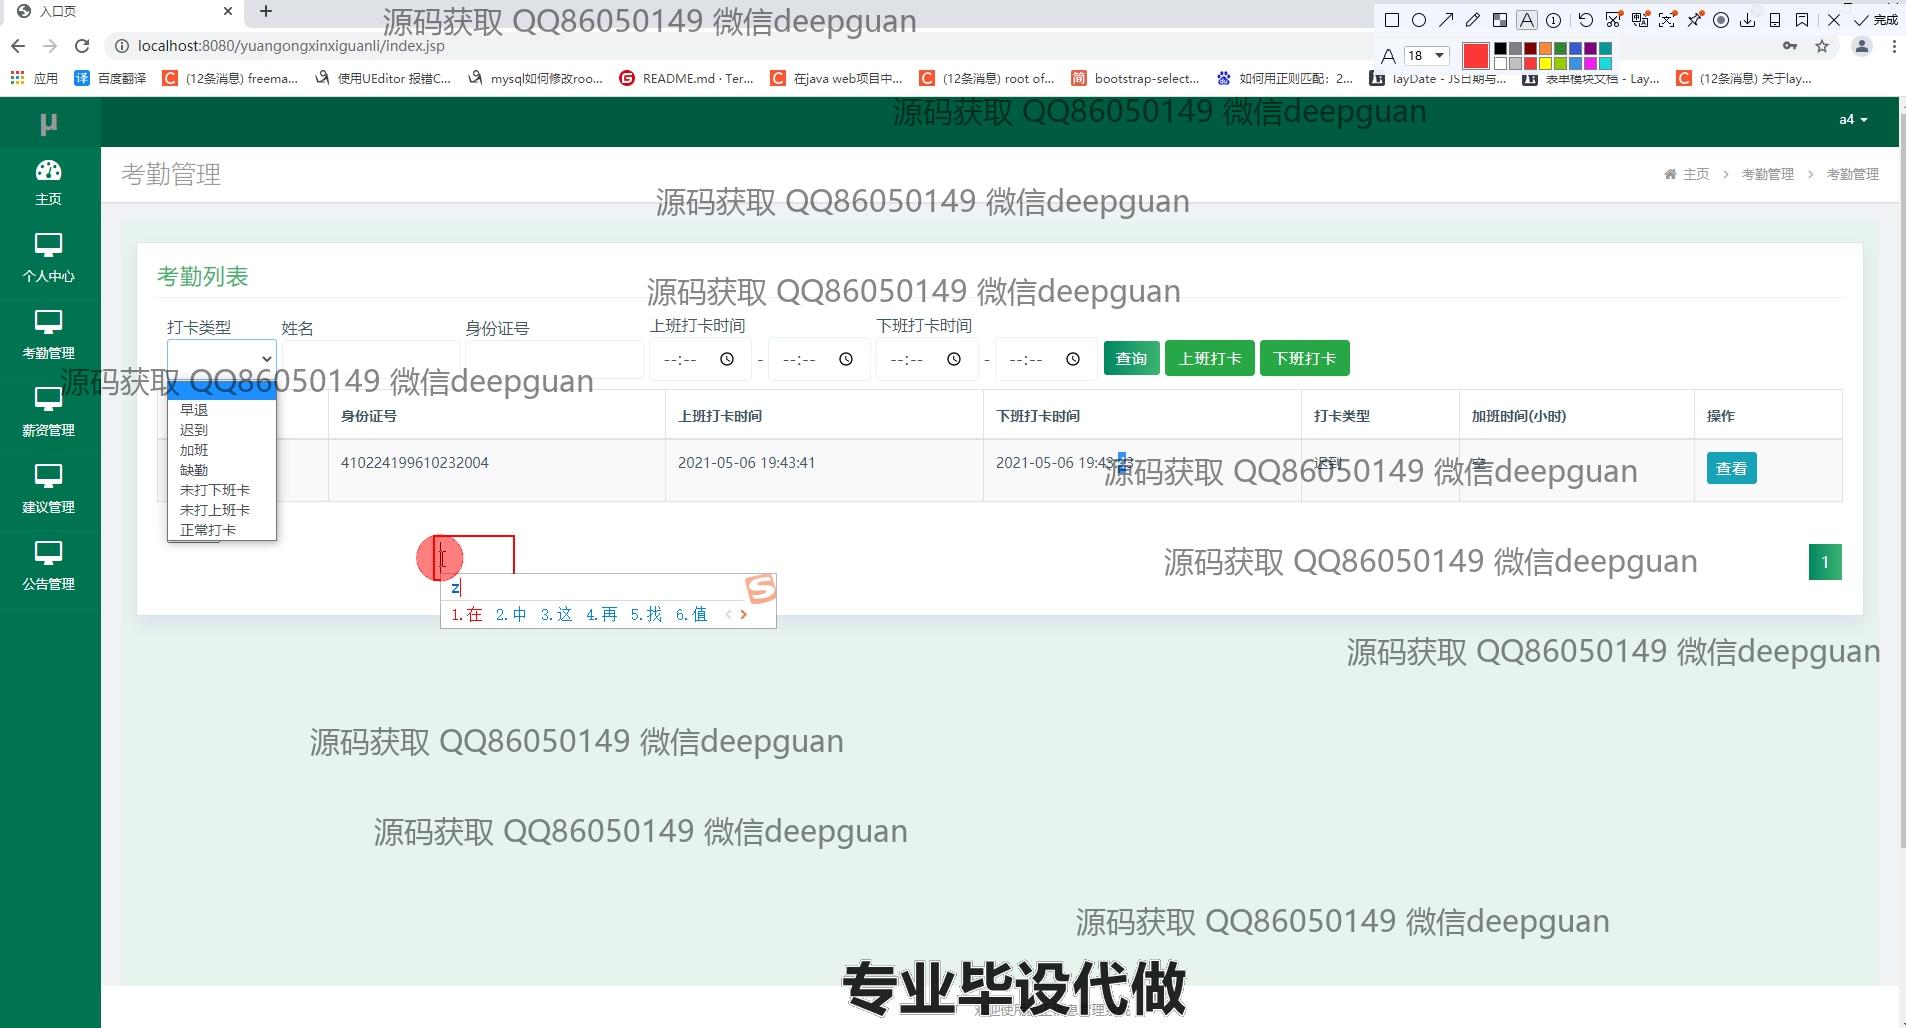 入口页
源码获取 QQ86050149 微信deepguan
完成
localhost:8080/yuangongxinxiguanli/index.jsp
18
应用
百度翻译
(12条消息) freema...
使用UEditor 报错C...
mysql如何修改roo...
README.md · Ter...
在java web项目中...
(12条消息) root of...
bootstrap-select...
如何用正则匹配：2...
layDate - JS日期与...
表单模块文档 - Lay...
(12条消息) 关于lay...
μ
源码获取 QQ86050149 微信deepguan
a4
主页
考勤管理
主页 > 考勤管理 > 考勤管理
源码获取 QQ86050149 微信deepguan
个人中心
考勤列表
源码获取 QQ86050149 微信deepguan
打卡类型
姓名
身份证号
上班打卡时间
下班打卡时间
考勤管理
--:-- - --:--
--:-- - --:--
查询
上班打卡
下班打卡
源码获取 QQ86050149 微信deepguan
早退
迟到
加班
缺勤
未打下班卡
未打上班卡
正常打卡
身份证号
上班打卡时间
下班打卡时间
打卡类型
加班时间(小时)
操作
薪资管理
410224199610232004
2021-05-06 19:43:41
2021-05-06 19:43:
迟到
查看
源码获取 QQ86050149 微信deepguan
建议管理
源码获取 QQ86050149 微信deepguan
1
公告管理
z
1.在 2.中 3.这 4.再 5.找 6.值
源码获取 QQ86050149 微信deepguan
源码获取 QQ86050149 微信deepguan
源码获取 QQ86050149 微信deepguan
源码获取 QQ86050149 微信deepguan
专业毕设代做